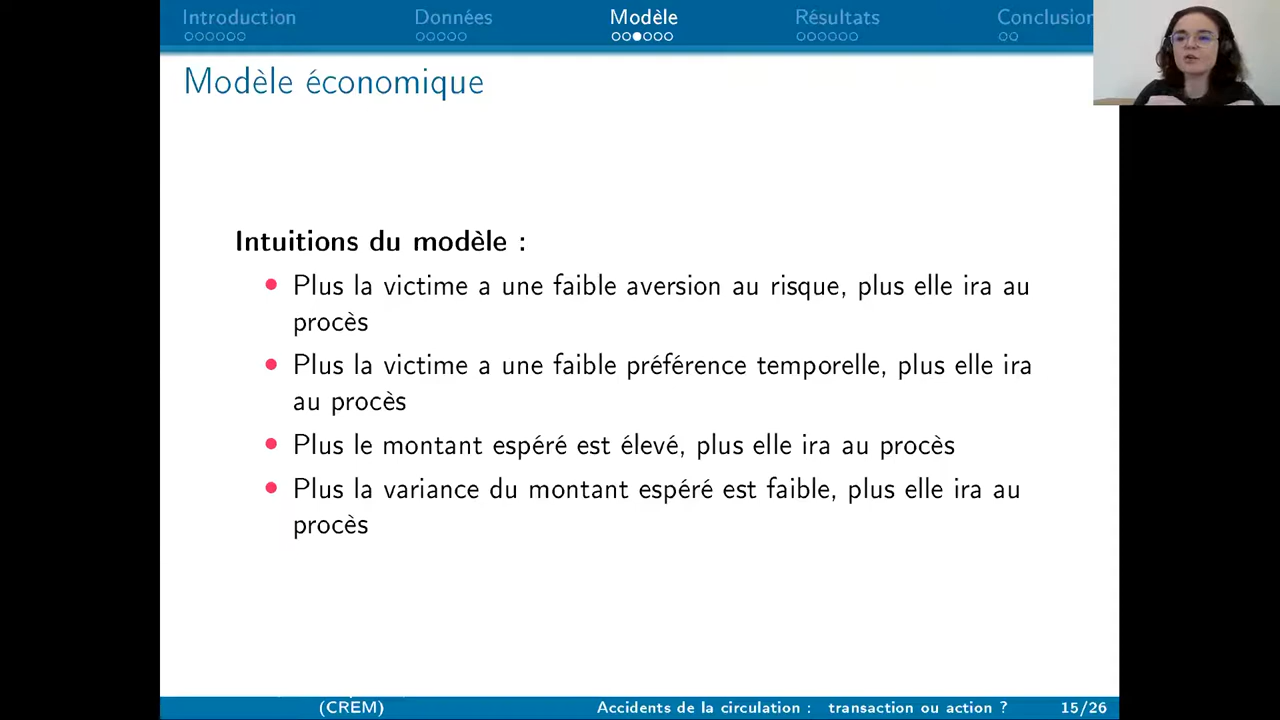 Introduction Données Modèle Résultats Conclusion
Modèle économique
Intuitions du modèle :
Plus la victime a une faible aversion au risque, plus elle ira au
procès
Plus la victime a une faible préférence temporelle, plus elle ira
au procès
Plus le montant espéré est élevé, plus elle ira au procès
Plus la variance du montant espéré est faible, plus elle ira au
procès
(CREM) Accidents de la circulation : transaction ou action ? 15/26